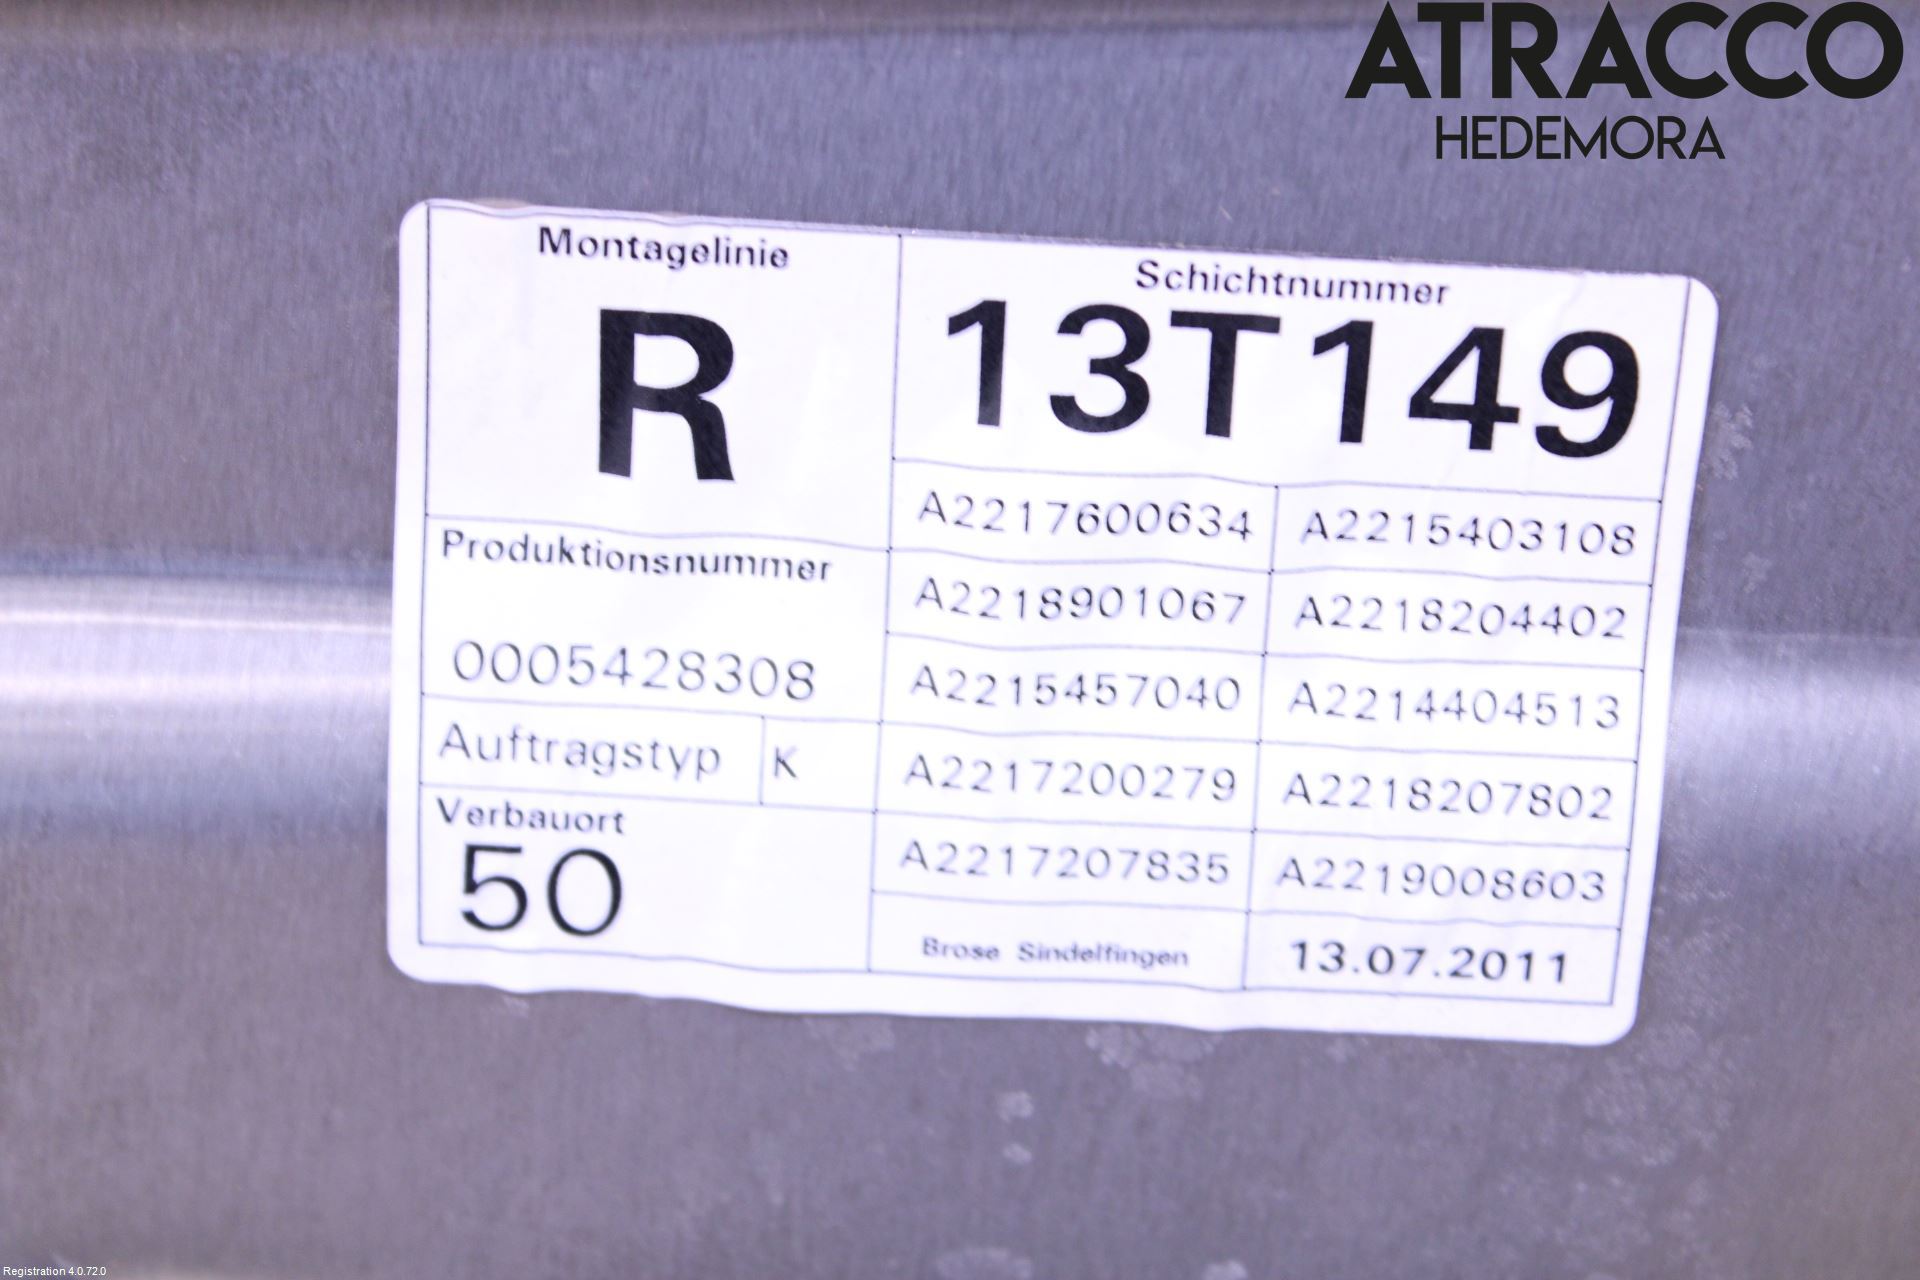 ATRACCO
HEDEMORA
Montagelinie
R
Schichtnummer
13T149
A2217600634 A2215403108
A2218901067 A2218204402
A2215457040 A2214404513
A2217200279 A2218207802
A2217207835 A2219008603
Produktionsnummer
0005428308
Auftragstyp K
Verbauort
50
Brose Sindelfingen 13.07.2011
Registration 4.0.72.0